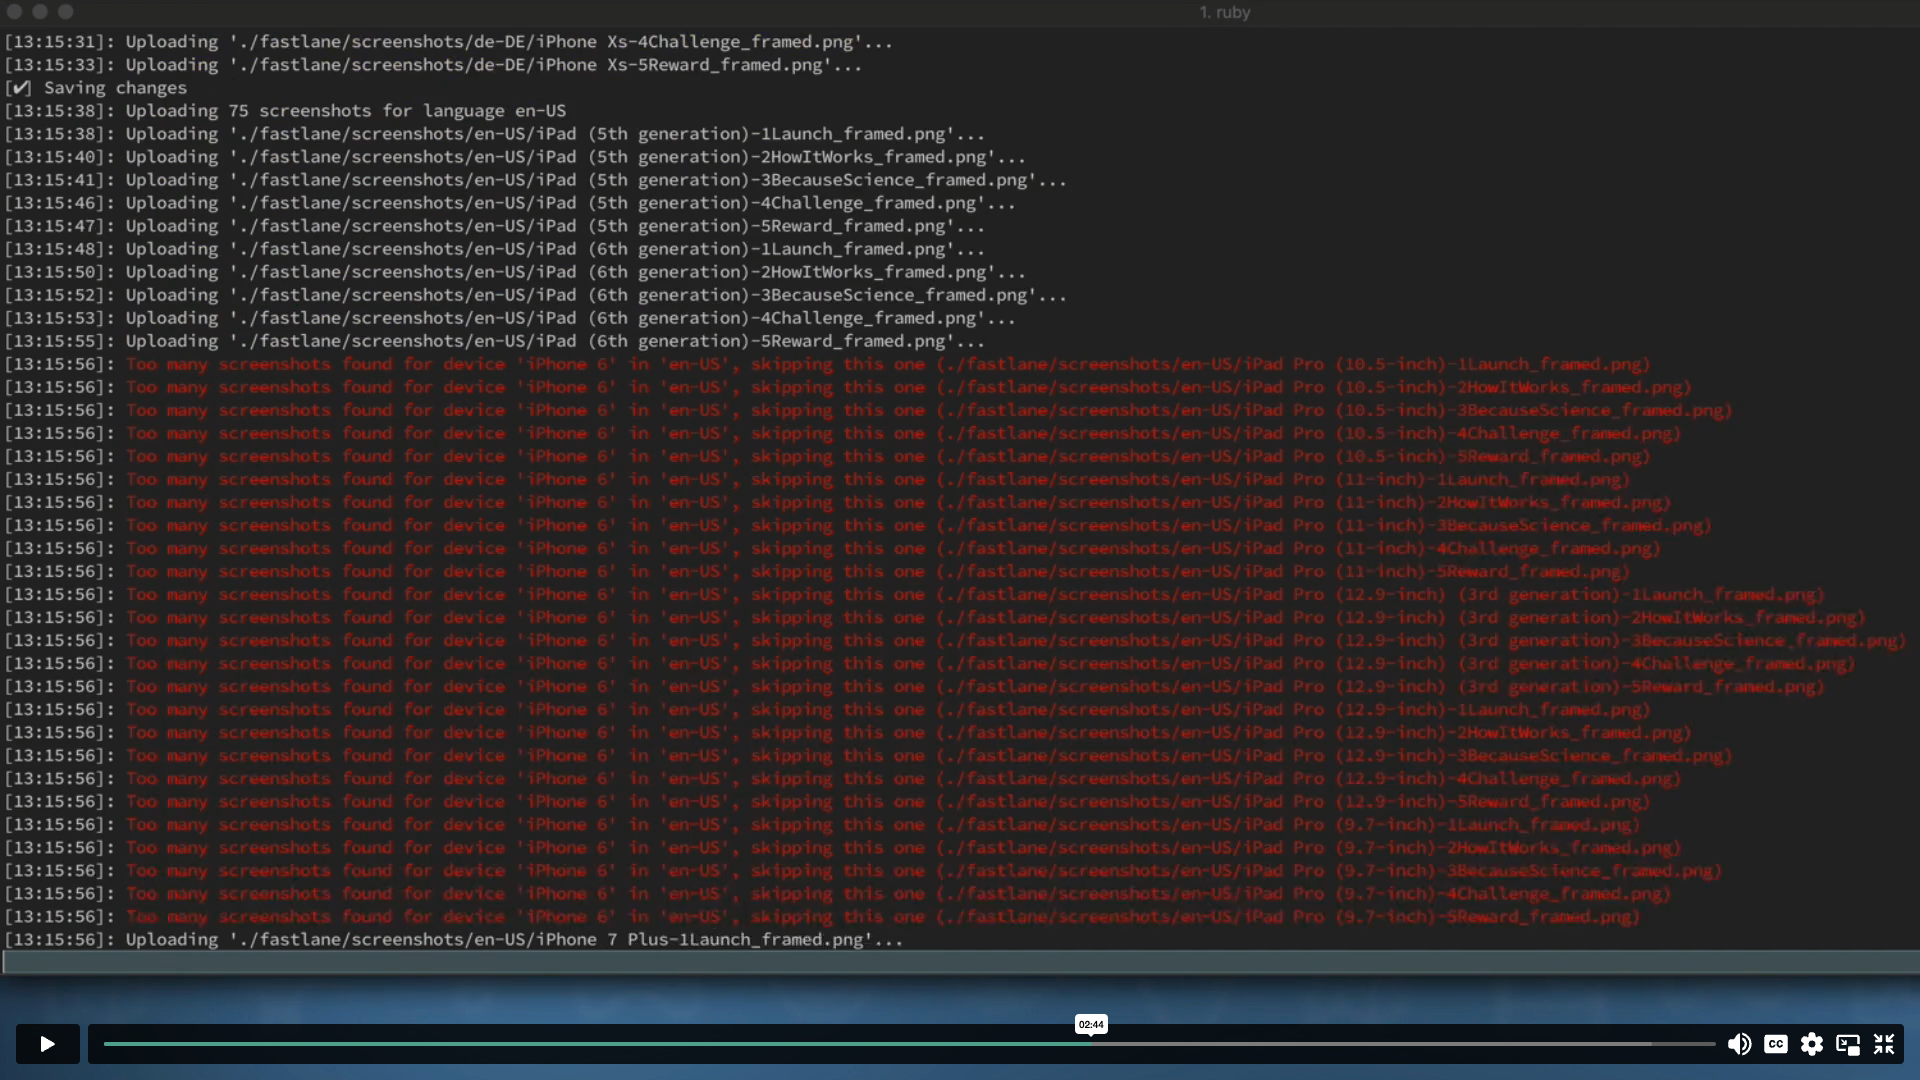 1. ruby
[13:15:31]: Uploading './fastlane/screenshots/de-DE/iPhone Xs-4Challenge_framed.png'...
[13:15:33]: Uploading './fastlane/screenshots/de-DE/iPhone Xs-5Reward_framed.png'...
[✔] Saving changes
[13:15:38]: Uploading 75 screenshots for language en-US
[13:15:38]: Uploading './fastlane/screenshots/en-US/iPad (5th generation)-1Launch_framed.png'...
[13:15:40]: Uploading './fastlane/screenshots/en-US/iPad (5th generation)-2HowItWorks_framed.png'...
[13:15:41]: Uploading './fastlane/screenshots/en-US/iPad (5th generation)-3BecauseScience_framed.png'...
[13:15:46]: Uploading './fastlane/screenshots/en-US/iPad (5th generation)-4Challenge_framed.png'...
[13:15:47]: Uploading './fastlane/screenshots/en-US/iPad (5th generation)-5Reward_framed.png'...
[13:15:48]: Uploading './fastlane/screenshots/en-US/iPad (6th generation)-1Launch_framed.png'...
[13:15:50]: Uploading './fastlane/screenshots/en-US/iPad (6th generation)-2HowItWorks_framed.png'...
[13:15:52]: Uploading './fastlane/screenshots/en-US/iPad (6th generation)-3BecauseScience_framed.png'...
[13:15:53]: Uploading './fastlane/screenshots/en-US/iPad (6th generation)-4Challenge_framed.png'...
[13:15:55]: Uploading './fastlane/screenshots/en-US/iPad (6th generation)-5Reward_framed.png'...
[13:15:56]: Too many screenshots found for device 'iPhone 6' in 'en-US', skipping this one (./fastlane/screenshots/en-US/iPad Pro (10.5-inch)-1Launch_framed.png)
[13:15:56]: Too many screenshots found for device 'iPhone 6' in 'en-US', skipping this one (./fastlane/screenshots/en-US/iPad Pro (10.5-inch)-2HowItWorks_framed.png)
[13:15:56]: Too many screenshots found for device 'iPhone 6' in 'en-US', skipping this one (./fastlane/screenshots/en-US/iPad Pro (10.5-inch)-3BecauseScience_framed.png)
[13:15:56]: Too many screenshots found for device 'iPhone 6' in 'en-US', skipping this one (./fastlane/screenshots/en-US/iPad Pro (10.5-inch)-4Challenge_framed.png)
[13:15:56]: Too many screenshots found for device 'iPhone 6' in 'en-US', skipping this one (./fastlane/screenshots/en-US/iPad Pro (10.5-inch)-5Reward_framed.png)
[13:15:56]: Too many screenshots found for device 'iPhone 6' in 'en-US', skipping this one (./fastlane/screenshots/en-US/iPad Pro (11-inch)-1Launch_framed.png)
[13:15:56]: Too many screenshots found for device 'iPhone 6' in 'en-US', skipping this one (./fastlane/screenshots/en-US/iPad Pro (11-inch)-2HowItWorks_framed.png)
[13:15:56]: Too many screenshots found for device 'iPhone 6' in 'en-US', skipping this one (./fastlane/screenshots/en-US/iPad Pro (11-inch)-3BecauseScience_framed.png)
[13:15:56]: Too many screenshots found for device 'iPhone 6' in 'en-US', skipping this one (./fastlane/screenshots/en-US/iPad Pro (11-inch)-4Challenge_framed.png)
[13:15:56]: Too many screenshots found for device 'iPhone 6' in 'en-US', skipping this one (./fastlane/screenshots/en-US/iPad Pro (11-inch)-5Reward_framed.png)
[13:15:56]: Too many screenshots found for device 'iPhone 6' in 'en-US', skipping this one (./fastlane/screenshots/en-US/iPad Pro (12.9-inch) (3rd generation)-1Launch_framed.png)
[13:15:56]: Too many screenshots found for device 'iPhone 6' in 'en-US', skipping this one (./fastlane/screenshots/en-US/iPad Pro (12.9-inch) (3rd generation)-2HowItWorks_framed.png)
[13:15:56]: Too many screenshots found for device 'iPhone 6' in 'en-US', skipping this one (./fastlane/screenshots/en-US/iPad Pro (12.9-inch) (3rd generation)-3BecauseScience_framed.png)
[13:15:56]: Too many screenshots found for device 'iPhone 6' in 'en-US', skipping this one (./fastlane/screenshots/en-US/iPad Pro (12.9-inch) (3rd generation)-4Challenge_framed.png)
[13:15:56]: Too many screenshots found for device 'iPhone 6' in 'en-US', skipping this one (./fastlane/screenshots/en-US/iPad Pro (12.9-inch) (3rd generation)-5Reward_framed.png)
[13:15:56]: Too many screenshots found for device 'iPhone 6' in 'en-US', skipping this one (./fastlane/screenshots/en-US/iPad Pro (12.9-inch)-1Launch_framed.png)
[13:15:56]: Too many screenshots found for device 'iPhone 6' in 'en-US', skipping this one (./fastlane/screenshots/en-US/iPad Pro (12.9-inch)-2HowItWorks_framed.png)
[13:15:56]: Too many screenshots found for device 'iPhone 6' in 'en-US', skipping this one (./fastlane/screenshots/en-US/iPad Pro (12.9-inch)-3BecauseScience_framed.png)
[13:15:56]: Too many screenshots found for device 'iPhone 6' in 'en-US', skipping this one (./fastlane/screenshots/en-US/iPad Pro (12.9-inch)-4Challenge_framed.png)
[13:15:56]: Too many screenshots found for device 'iPhone 6' in 'en-US', skipping this one (./fastlane/screenshots/en-US/iPad Pro (12.9-inch)-5Reward_framed.png)
[13:15:56]: Too many screenshots found for device 'iPhone 6' in 'en-US', skipping this one (./fastlane/screenshots/en-US/iPad Pro (9.7-inch)-1Launch_framed.png)
[13:15:56]: Too many screenshots found for device 'iPhone 6' in 'en-US', skipping this one (./fastlane/screenshots/en-US/iPad Pro (9.7-inch)-2HowItWorks_framed.png)
[13:15:56]: Too many screenshots found for device 'iPhone 6' in 'en-US', skipping this one (./fastlane/screenshots/en-US/iPad Pro (9.7-inch)-3BecauseScience_framed.png)
[13:15:56]: Too many screenshots found for device 'iPhone 6' in 'en-US', skipping this one (./fastlane/screenshots/en-US/iPad Pro (9.7-inch)-4Challenge_framed.png)
[13:15:56]: Too many screenshots found for device 'iPhone 6' in 'en-US', skipping this one (./fastlane/screenshots/en-US/iPad Pro (9.7-inch)-5Reward_framed.png)
[13:15:56]: Uploading './fastlane/screenshots/en-US/iPhone 7 Plus-1Launch_framed.png'...
02:44
CC